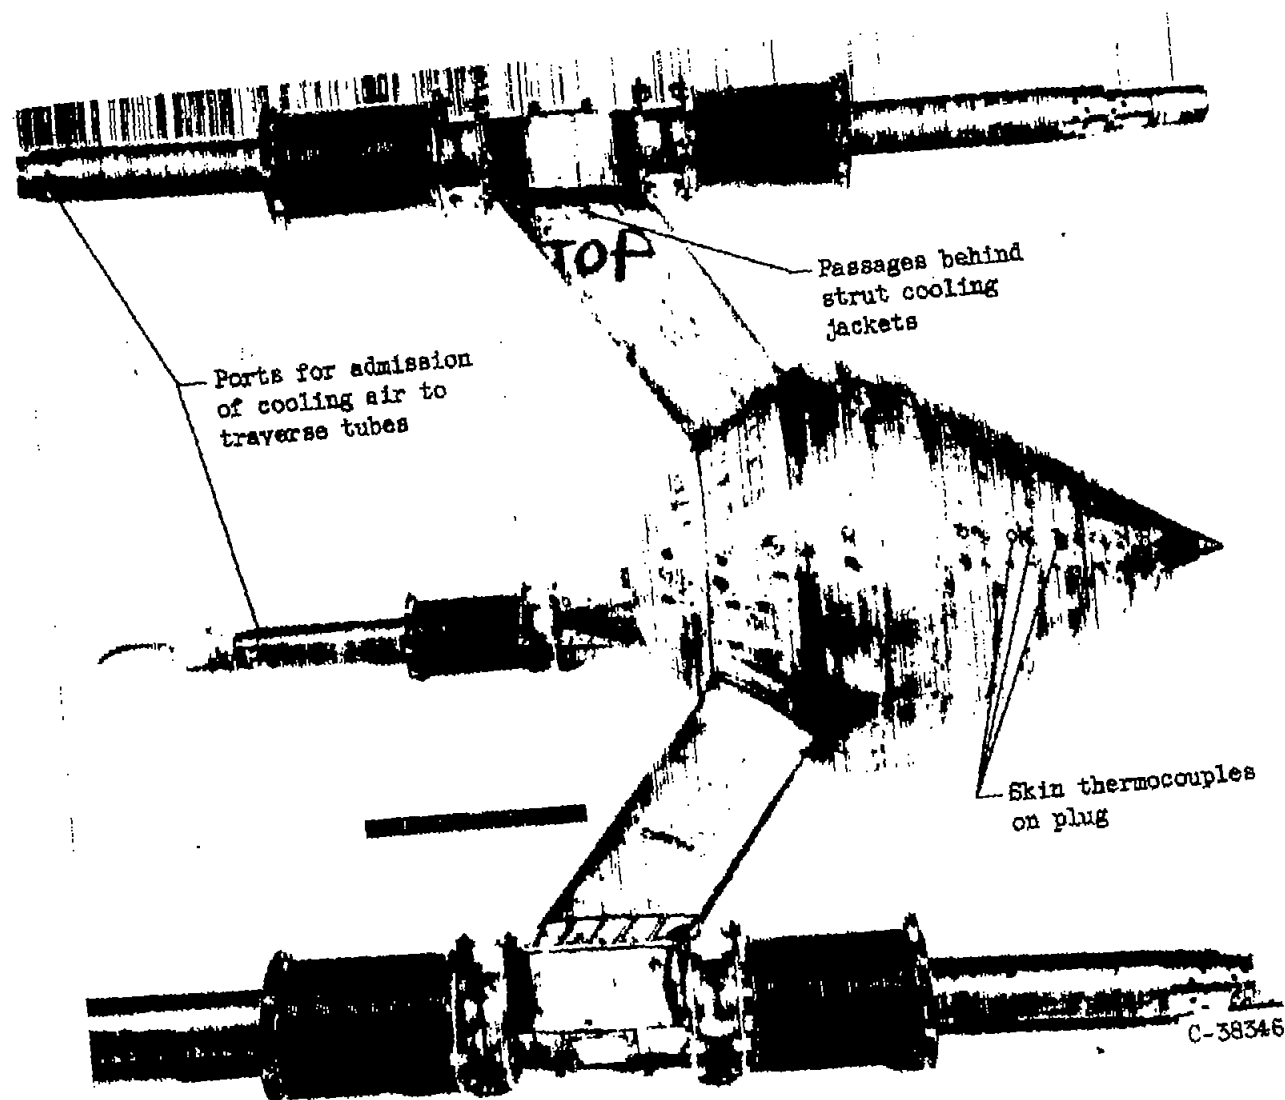 TOP
Passages behind
strut cooling
jackets
Ports for admission
of cooling air to
traverse tubes
Skin thermocouples
on plug
C-38346